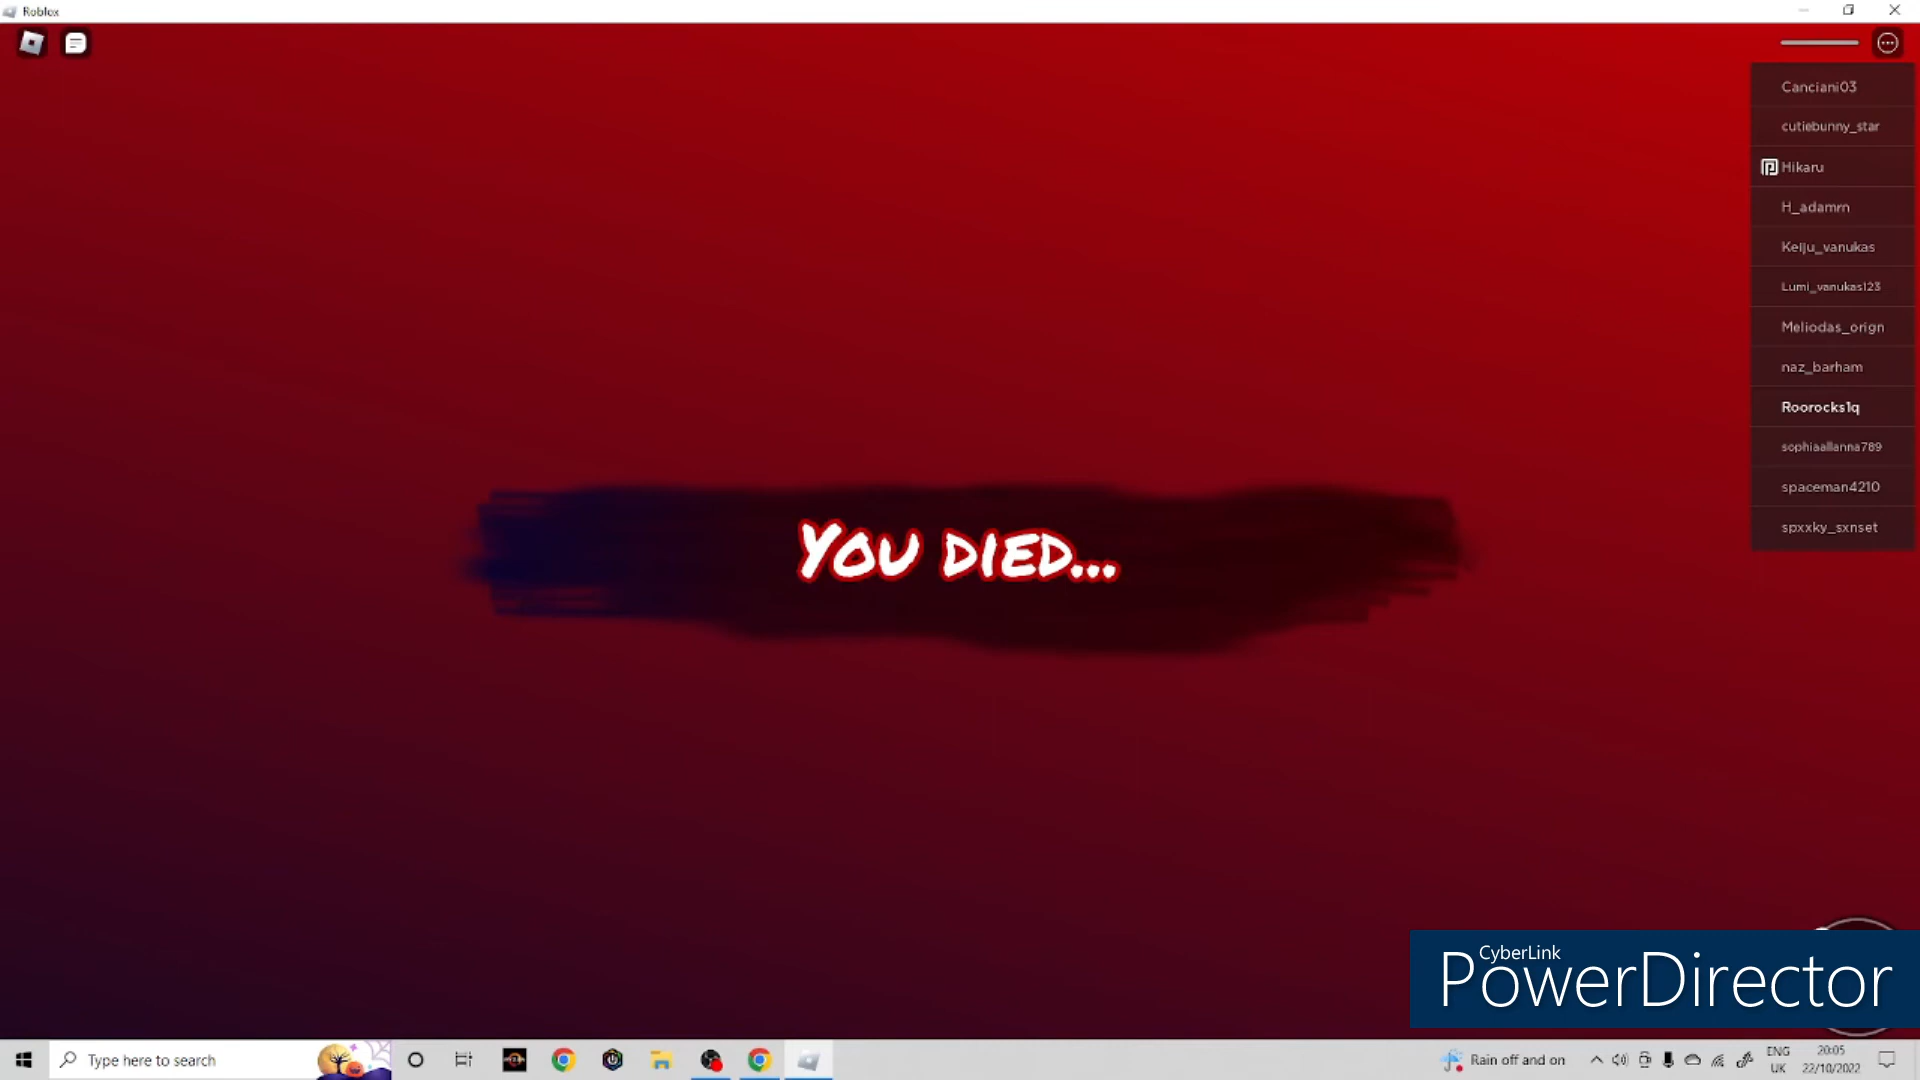 Roblox
Canciani03
cutiebunny_star
Hikaru
H_adamrn
Keiju_vanukas
Lumi_vanukas123
Meliodas_orign
naz_barham
Roorocks1q
sophiaallanna789
spaceman4210
spxxky_sxnset
You died...
CyberLink
PowerDirector
Type here to search
Rain off and on
ENG
UK
20:05
22/10/2022